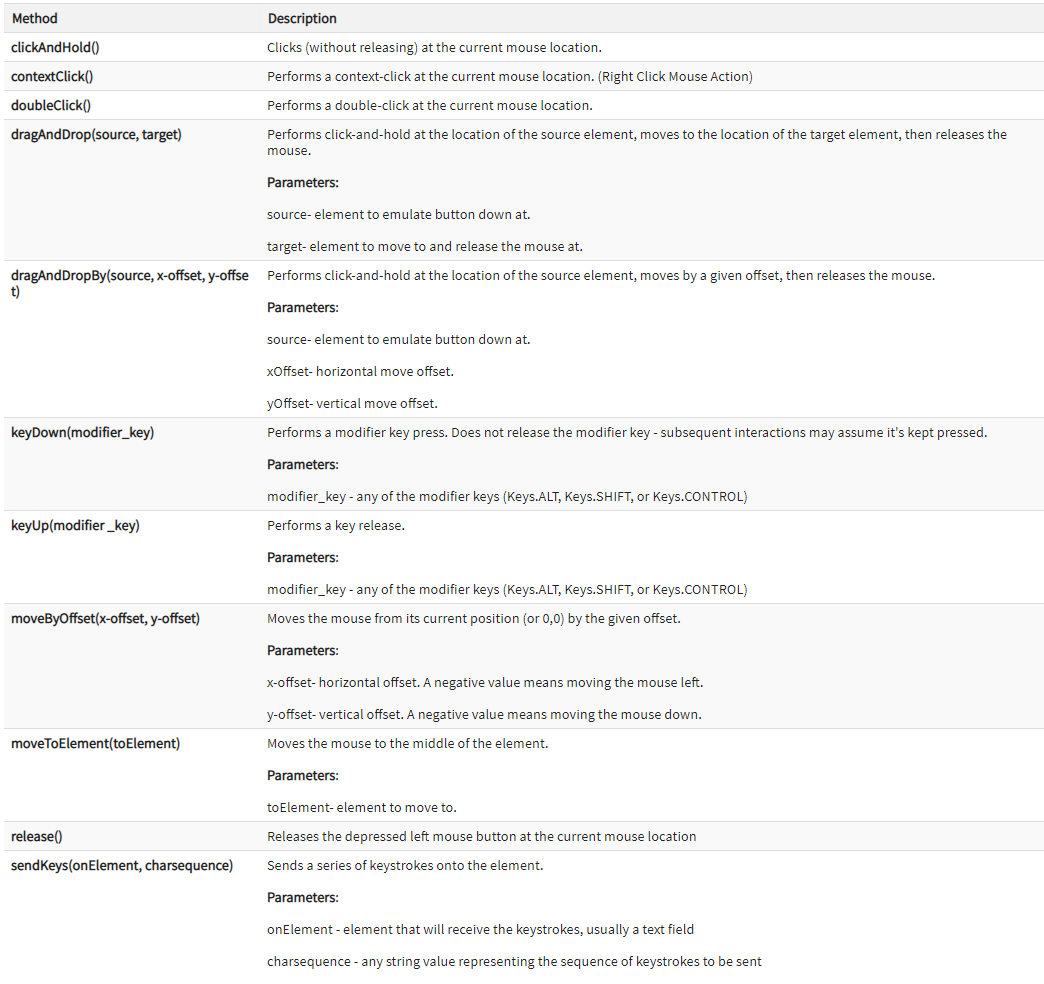 Method Description
clickAndHold() Clicks (without releasing) at the current mouse location.
contextClick() Performs a context-click at the current mouse location. (Right Click Mouse Action)
doubleClick() Performs a double-click at the current mouse location.
dragAndDrop(source, target) Performs click-and-hold at the location of the source element, moves to the location of the target element, then releases the
mouse.
Parameters:
source- element to emulate button down at.
target- element to move to and release the mouse at.
dragAndDropBy(source, x-offset, y-offse Performs click-and-hold at the location of the source element, moves by a given offset, then releases the mouse.
t)
Parameters:
source- element to emulate button down at.
xOffset- horizontal move offset.
yOffset- vertical move offset.
keyDown(modifier_key) Performs a modifier key press. Does not release the modifier key - subsequent interactions may assume it's kept pressed.
Parameters:
modifier_key - any of the modifier keys (Keys.ALT, Keys.SHIFT, or Keys.CONTROL)
keyUp(modifier _key) Performs a key release.
Parameters:
modifier_key - any of the modifier keys (Keys.ALT, Keys.SHIFT, or Keys.CONTROL)
moveByOffset(x-offset, y-offset) Moves the mouse from its current position (or 0,0) by the given offset.
Parameters:
x-offset- horizontal offset. A negative value means moving the mouse left.
y-offset- vertical offset. A negative value means moving the mouse down.
moveToElement(toElement) Moves the mouse to the middle of the element.
Parameters:
toElement- element to move to.
release() Releases the depressed left mouse button at the current mouse location
sendKeys(onElement, charsequence) Sends a series of keystrokes onto the element.
Parameters:
onElement - element that will receive the keystrokes, usually a text field
charsequence - any string value representing the sequence of keystrokes to be sent